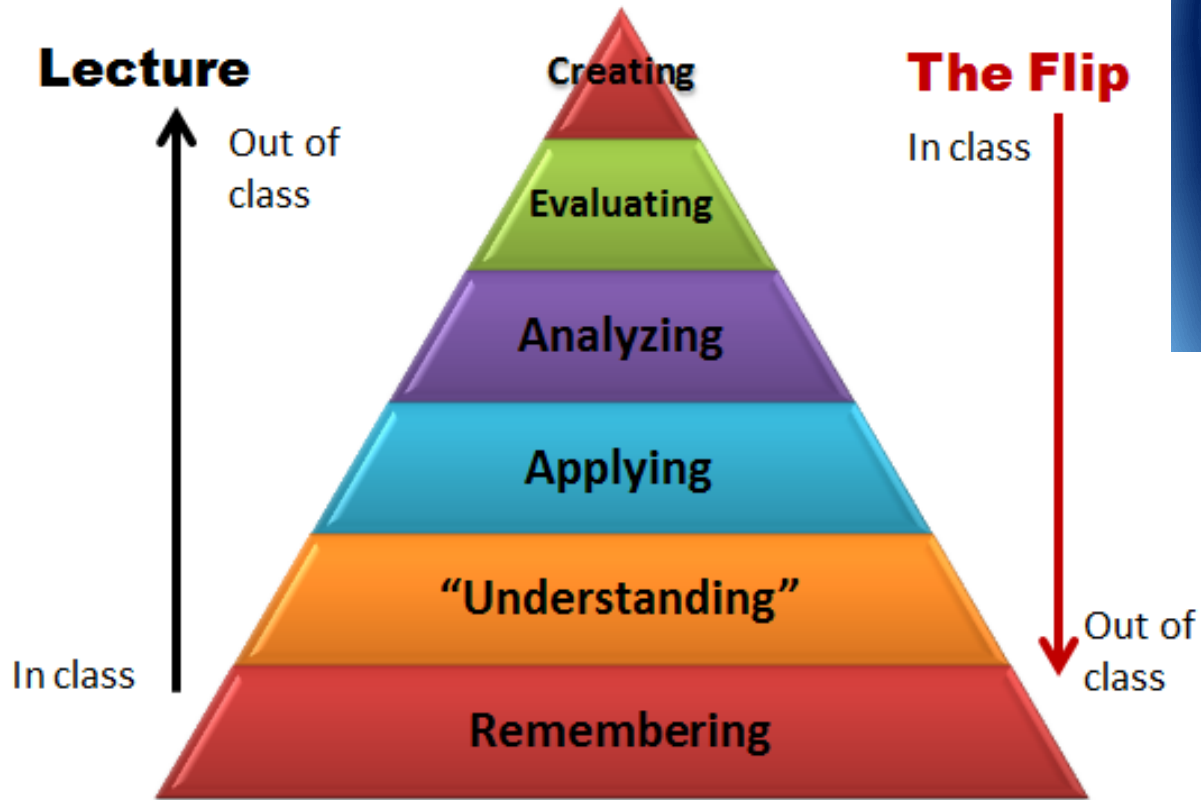 Lecture
Out of
class
In class
Creating
Evaluating
Analyzing
Applying
“Understanding”
Remembering
The Flip
In class
Out of
class